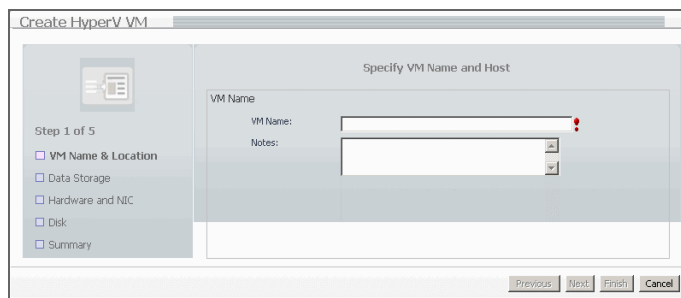 Create HyperV VM
Specify VM Name and Host
VM Name
VM Name:
Notes:
Step 1 of 5
VM Name & Location
Data Storage
Hardware and NIC
Disk
Summary
Previous Next Finish Cancel